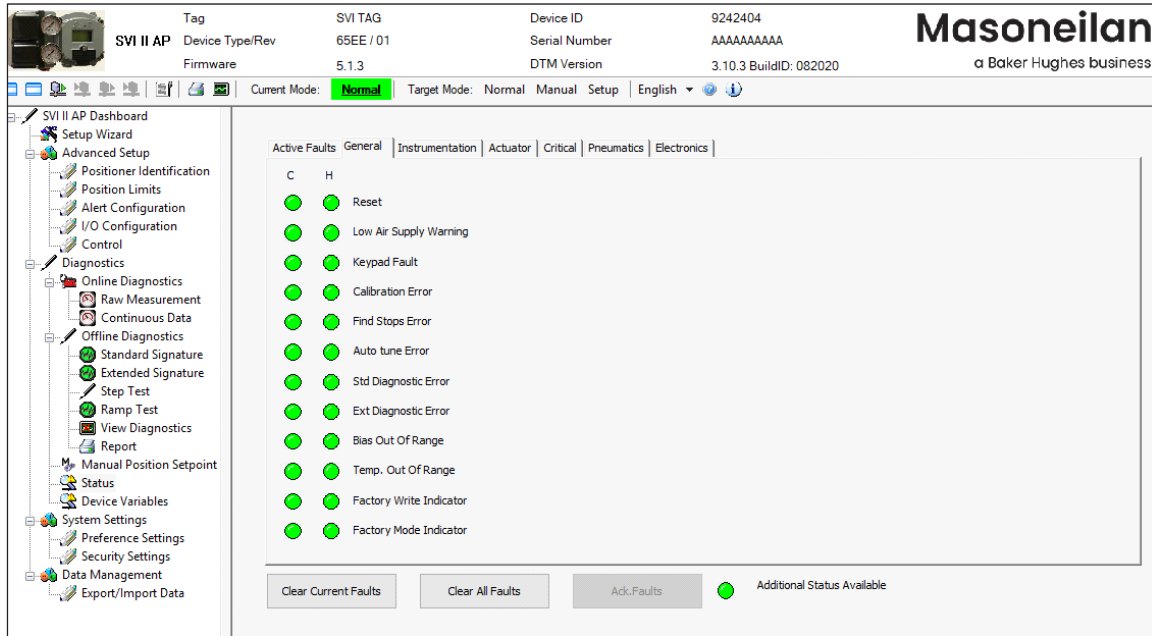 Tag SVI TAG Device ID 9242404 Masoneilan
SVI II AP Device Type/Rev 65EE / 01 Serial Number AAAAAAAAAA
a Baker Hughes business
Firmware 5.1.3 DTM Version 3.10.3 BuildID: 082020
Current Mode: Normal Target Mode: Normal Manual Setup English
SVI II AP Dashboard
Setup Wizard
Advanced Setup
Positioner Identification
Position Limits
Alert Configuration
I/O Configuration
Control
Diagnostics
Online Diagnostics
Raw Measurement
Continuous Data
Offline Diagnostics
Standard Signature
Extended Signature
Step Test
Ramp Test
View Diagnostics
Report
Manual Position Setpoint
Status
Device Variables
System Settings
Preference Settings
Security Settings
Data Management
Export/Import Data
Active Faults General Instrumentation Actuator Critical Pneumatics Electronics
C H
Reset
Low Air Supply Warning
Keypad Fault
Calibration Error
Find Stops Error
Auto tune Error
Std Diagnostic Error
Ext Diagnostic Error
Bias Out Of Range
Temp. Out Of Range
Factory Write Indicator
Factory Mode Indicator
Clear Current Faults Clear All Faults Ack.Faults Additional Status Available